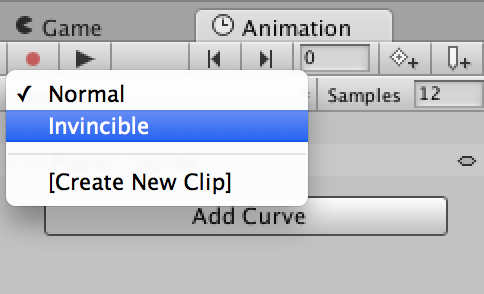 Game Animation
0
Normal
Samples 12
Invincible
[Create New Clip]
Add Curve